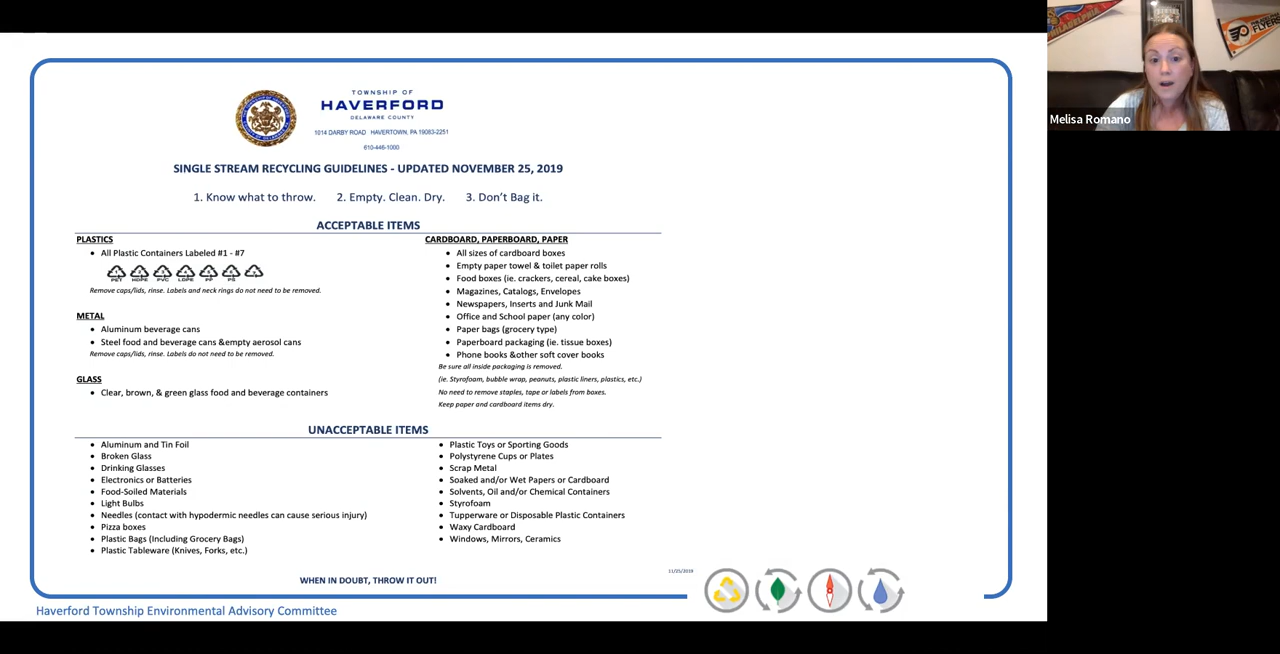 TOWNSHIP OF
HAVERFORD
DELAWARE COUNTY
1014 DARBY ROAD HAVERTOWN, PA 19083-2251
610-446-1000
SINGLE STREAM RECYCLING GUIDELINES - UPDATED NOVEMBER 25, 2019
1. Know what to throw. 2. Empty. Clean. Dry. 3. Don't Bag it.
ACCEPTABLE ITEMS
PLASTICS
• All Plastic Containers Labeled #1 - #7
PET HDPE PVC LDPE PP PS
Remove caps/lids, rinse. Labels and neck rings do not need to be removed.
METAL
• Aluminum beverage cans
• Steel food and beverage cans &empty aerosol cans
Remove caps/lids, rinse. Labels do not need to be removed.
GLASS
• Clear, brown, & green glass food and beverage containers
CARDBOARD, PAPERBOARD, PAPER
• All sizes of cardboard boxes
• Empty paper towel & toilet paper rolls
• Food boxes (ie. crackers, cereal, cake boxes)
• Magazines, Catalogs, Envelopes
• Newspapers, Inserts and Junk Mail
• Office and School paper (any color)
• Paper bags (grocery type)
• Paperboard packaging (ie. tissue boxes)
• Phone books &other soft cover books
Be sure all inside packaging is removed.
(ie. Styrofoam, bubble wrap, peanuts, plastic liners, plastics, etc.)
No need to remove staples, tape or labels from boxes.
Keep paper and cardboard items dry.
UNACCEPTABLE ITEMS
• Aluminum and Tin Foil
• Broken Glass
• Drinking Glasses
• Electronics or Batteries
• Food-Soiled Materials
• Light Bulbs
• Needles (contact with hypodermic needles can cause serious injury)
• Pizza boxes
• Plastic Bags (Including Grocery Bags)
• Plastic Tableware (Knives, Forks, etc.)
• Plastic Toys or Sporting Goods
• Polystyrene Cups or Plates
• Scrap Metal
• Soaked and/or Wet Papers or Cardboard
• Solvents, Oil and/or Chemical Containers
• Styrofoam
• Tupperware or Disposable Plastic Containers
• Waxy Cardboard
• Windows, Mirrors, Ceramics
11/25/2019
WHEN IN DOUBT, THROW IT OUT!
Haverford Township Environmental Advisory Committee
PHILADELPHIA
FLYERS
Melisa Romano